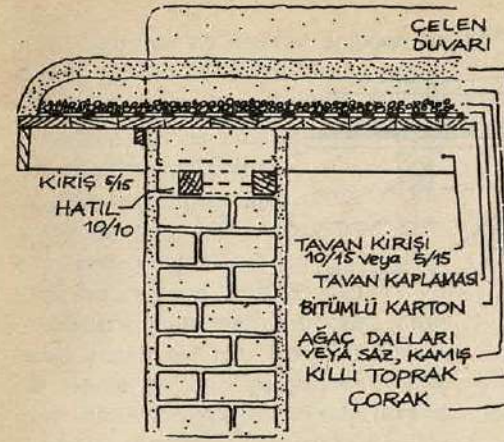 ÇELEN
DUVARI
KİRİŞ 5/15
HATIL
10/10
TAVAN KİRİŞİ
10/15 veya 5/15
TAVAN KAPLAMASI
BİTÜMLÜ KARTON
AĞAÇ DALLARI
VEYA SAZ, KAMIŞ
KİLLİ TOPRAK
ÇORAK